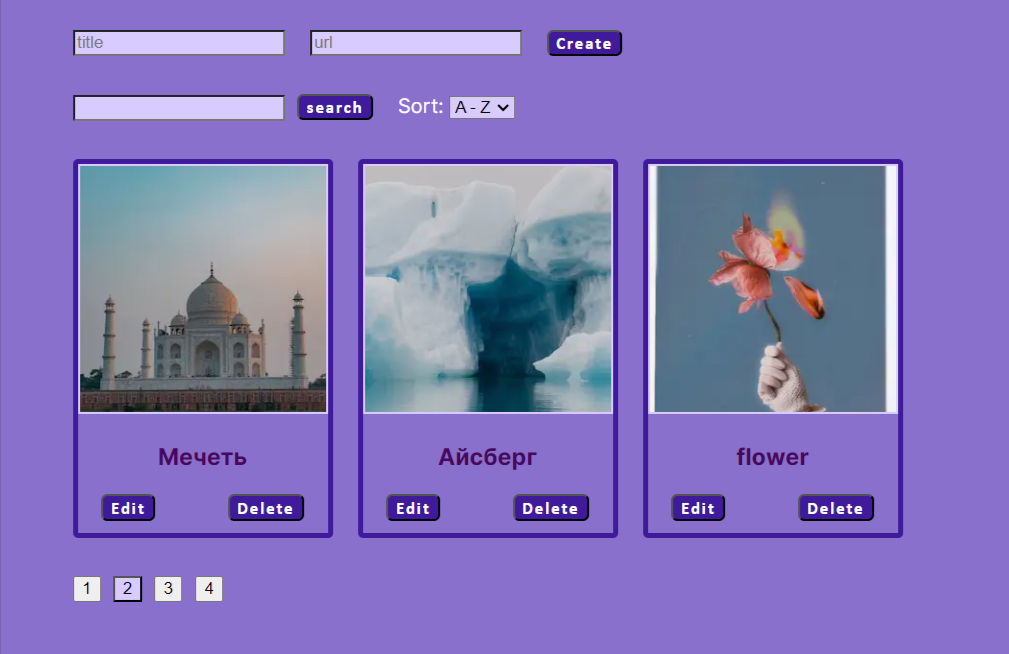 title url Create
search Sort: A - Z
Мечеть Айсберг flower
Edit Delete Edit Delete Edit Delete
1 2 3 4